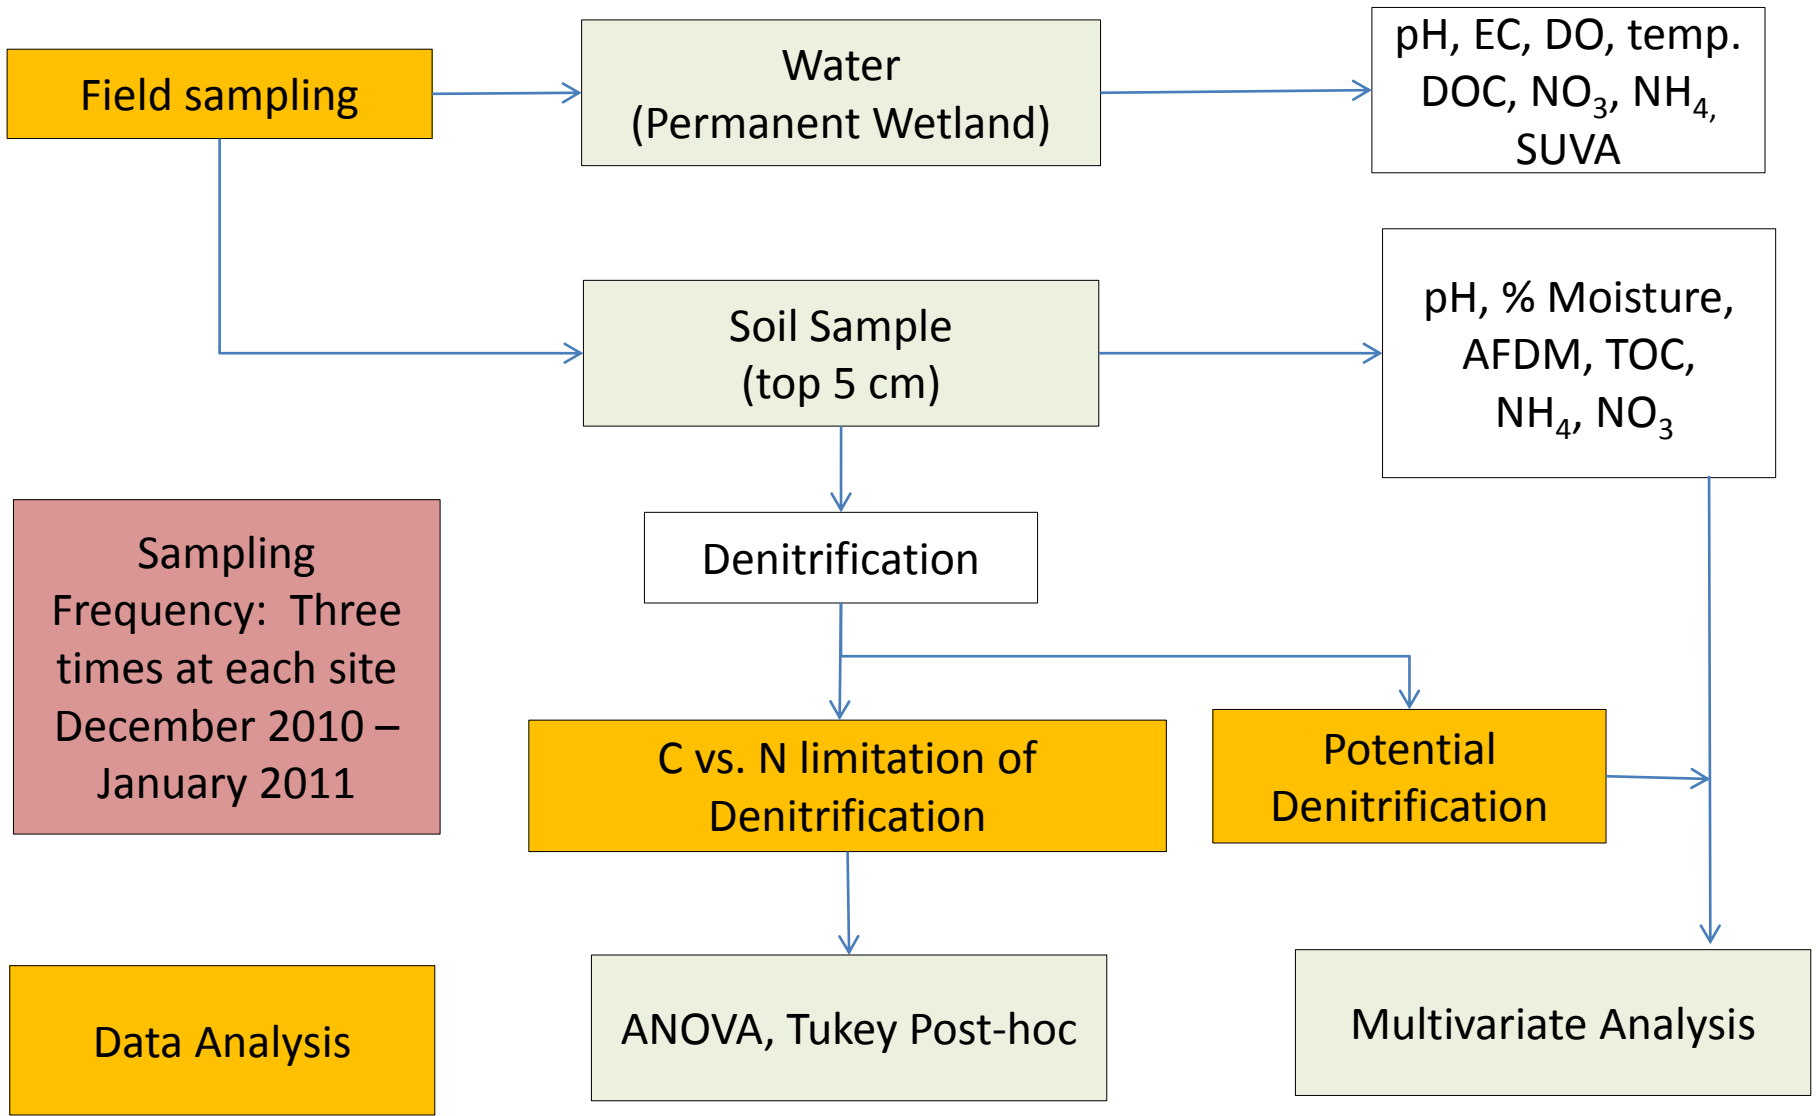 Field sampling
Water
(Permanent Wetland)
pH, EC, DO, temp.
DOC, NO₃, NH₄,
SUVA
Soil Sample
(top 5 cm)
pH, % Moisture,
AFDM, TOC,
NH₄, NO₃
Sampling
Frequency:  Three
times at each site
December 2010 –
January 2011
Denitrification
C vs. N limitation of
Denitrification
Potential
Denitrification
Data Analysis
ANOVA, Tukey Post-hoc
Multivariate Analysis